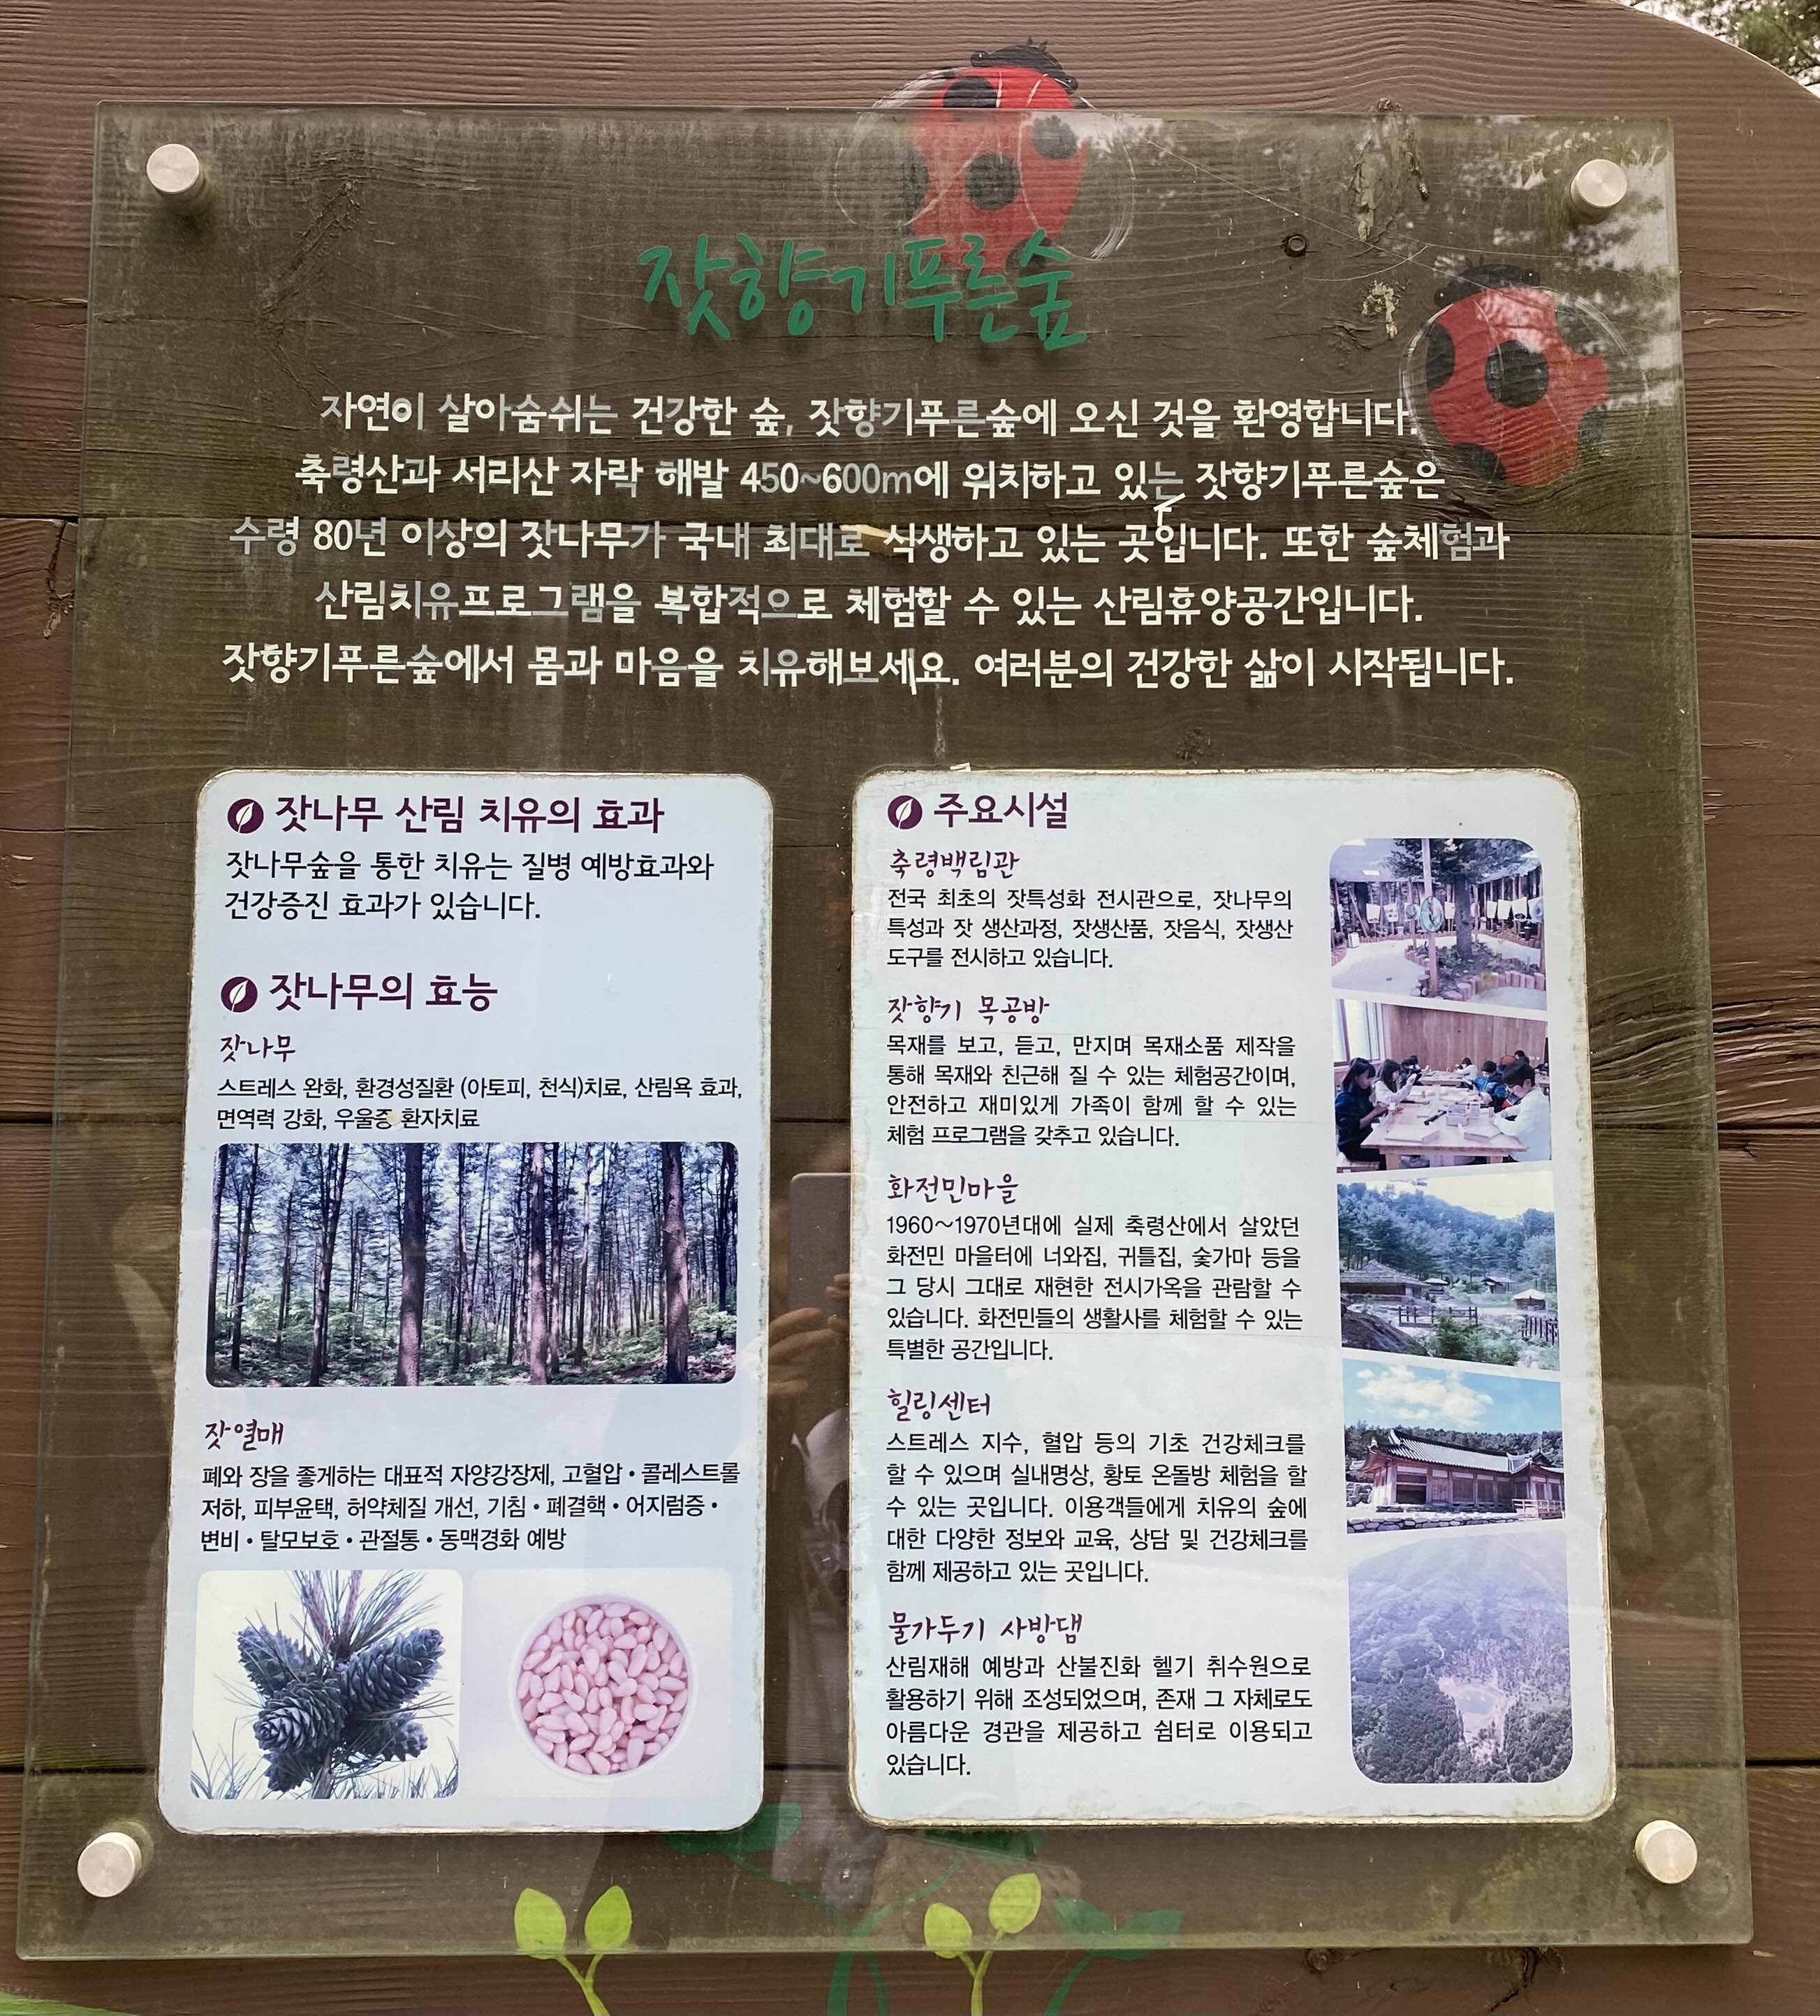 잣향기푸른숲
자연이 살아숨쉬는 건강한 숲, 잣향기푸른숲에 오신 것을 환영합니다.
축령산과 서리산 자락 해발 450~600m에 위치하고 있는 잣향기푸른숲은
수령 80년 이상의 잣나무가 국내 최대로 식생하고 있는 곳입니다. 또한 숲체험과
산림치유프로그램을 복합적으로 체험할 수 있는 산림휴양공간입니다.
잣향기푸른숲에서 몸과 마음을 치유해보세요. 여러분의 건강한 삶이 시작됩니다.
잣나무 산림 치유의 효과
잣나무숲을 통한 치유는 질병 예방효과와
건강증진 효과가 있습니다.
잣나무의 효능
잣나무
스트레스 완화, 환경성질환 (아토피, 천식)치료, 산림욕 효과,
면역력 강화, 우울증 환자치료
잣열매
폐와 장을 좋게하는 대표적 자양강장제, 고혈압•콜레스트롤
저하, 피부윤택, 허약체질 개선, 기침•폐결핵•어지럼증•
변비•탈모보호•관절통•동맥경화 예방
주요시설
축령백림관
전국 최초의 잣특성화 전시관으로, 잣나무의
특성과 잣 생산과정, 잣생산품, 잣음식, 잣생산
도구를 전시하고 있습니다.
잣향기 목공방
목재를 보고, 듣고, 만지며 목재소품 제작을
통해 목재와 친근해 질 수 있는 체험공간이며,
안전하고 재미있게 가족이 함께 할 수 있는
체험 프로그램을 갖추고 있습니다.
화전민마을
1960~1970년대에 실제 축령산에서 살았던
화전민 마을터에 너와집, 귀틀집, 숯가마 등을
그 당시 그대로 재현한 전시가옥을 관람할 수
있습니다. 화전민들의 생활사를 체험할 수 있는
특별한 공간입니다.
힐링센터
스트레스 지수, 혈압 등의 기초 건강체크를
할 수 있으며 실내명상, 황토 온돌방 체험을 할
수 있는 곳입니다. 이용객들에게 치유의 숲에
대한 다양한 정보와 교육, 상담 및 건강체크를
함께 제공하고 있는 곳입니다.
물가두기 사방댐
산림재해 예방과 산불진화 헬기 취수원으로
활용하기 위해 조성되었으며, 존재 그 자체로도
아름다운 경관을 제공하고 쉼터로 이용되고
있습니다.